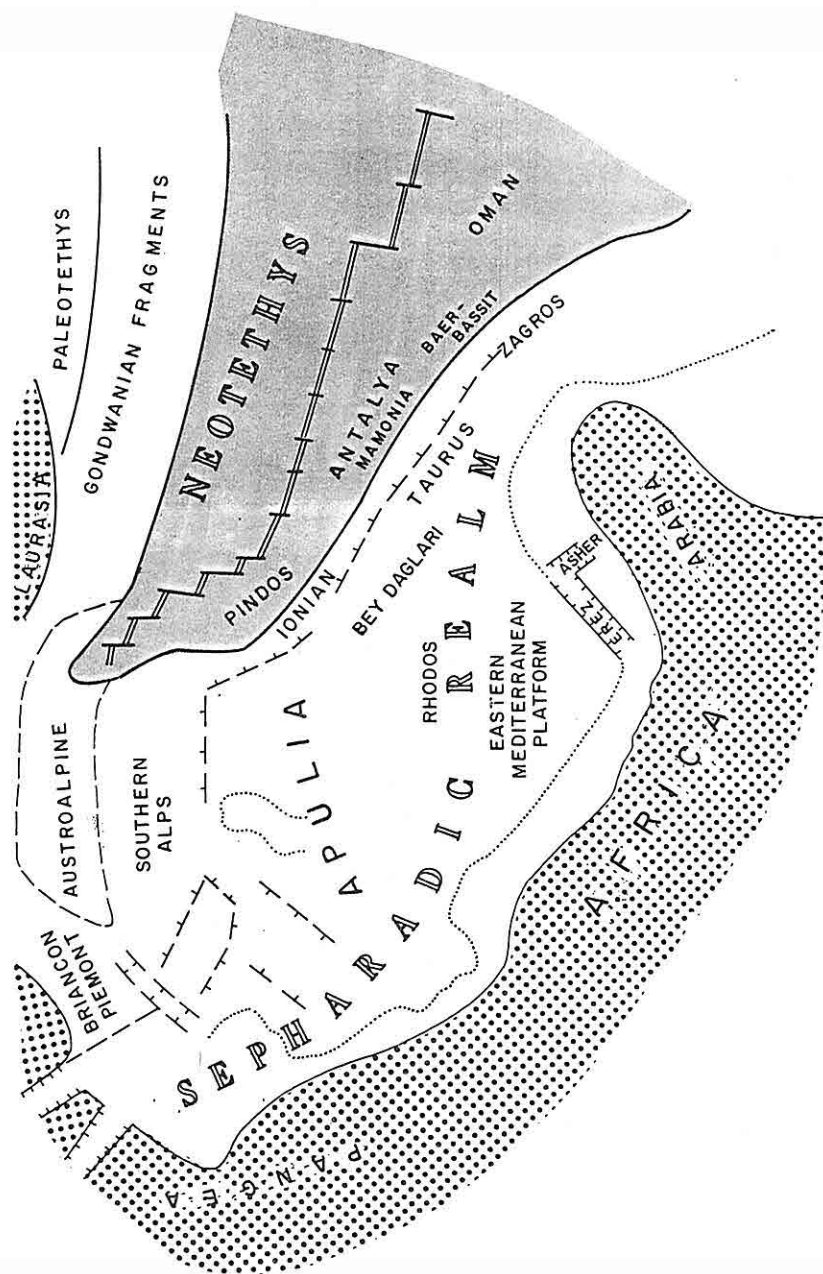 PALEOTETHYS
GONDWANIAN FRAGMENTS
LAURASIA
NEOTETHYS
OMAN
BAER-
BASSIT
ANTALYA
MAMONIA
ZAGROS
PINDOS
TAURUS
IONIAN
BEY DAGLARI
AUSTROALPINE
SOUTHERN
ALPS
BRIANCON
PIEMONT
APULIA
RHODOS
EASTERN
MEDITERRANEAN
PLATFORM
SEPHARADIC REALM
ASHER
EREZ
ARABIA
AFRICA
PANGEA